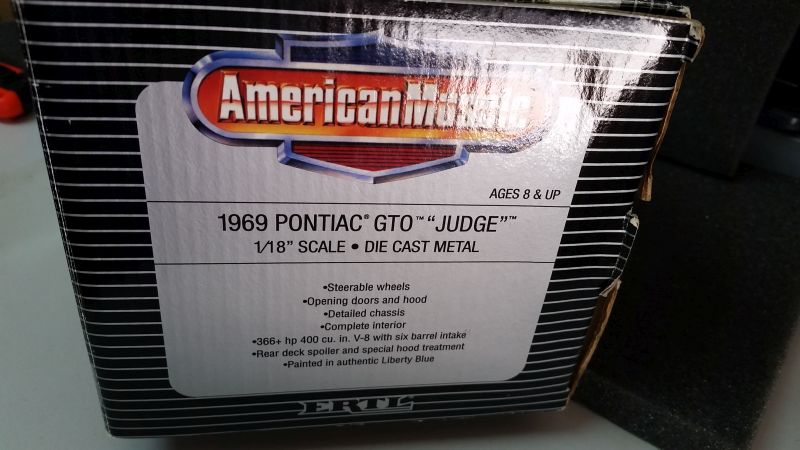 American Muscle
AGES 8 & UP
1969 PONTIAC® GTO™ “JUDGE”™
1/18” SCALE • DIE CAST METAL
•Steerable wheels
•Opening doors and hood
•Detailed chassis
•Complete interior
•366+ hp 400 cu. in. V-8 with six barrel intake
•Rear deck spoiler and special hood treatment
•Painted in authentic Liberty Blue
ERTL